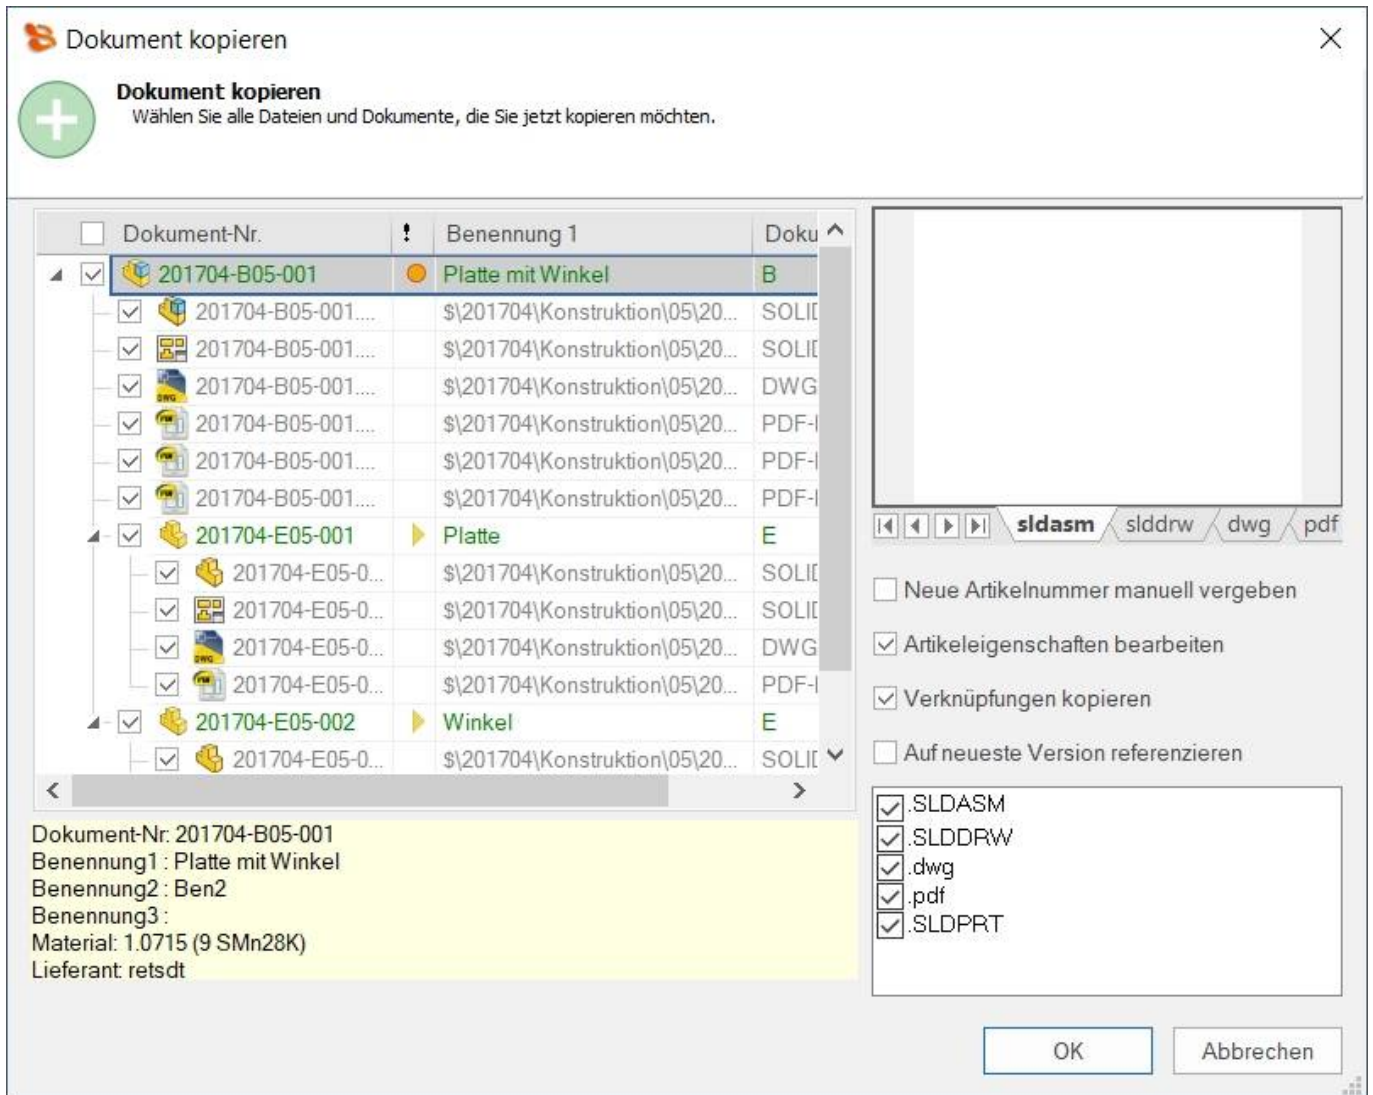 Dokument kopieren
Dokument kopieren
Wählen Sie alle Dateien und Dokumente, die Sie jetzt kopieren möchten.
Dokument-Nr. ! Benennung 1 Doku
201704-B05-001 Platte mit Winkel B
201704-B05-001.... $\201704\Konstruktion\05\20... SOLID
201704-B05-001.... $\201704\Konstruktion\05\20... SOLID
201704-B05-001.... $\201704\Konstruktion\05\20... DWG
201704-B05-001.... $\201704\Konstruktion\05\20... PDF-
201704-B05-001.... $\201704\Konstruktion\05\20... PDF-
201704-B05-001.... $\201704\Konstruktion\05\20... PDF-
201704-E05-001 Platte E
201704-E05-0... $\201704\Konstruktion\05\20... SOLID
201704-E05-0... $\201704\Konstruktion\05\20... SOLID
201704-E05-0... $\201704\Konstruktion\05\20... DWG
201704-E05-0... $\201704\Konstruktion\05\20... PDF-
201704-E05-002 Winkel E
201704-E05-0... $\201704\Konstruktion\05\20... SOLID
Dokument-Nr: 201704-B05-001
Benennung1 : Platte mit Winkel
Benennung2 : Ben2
Benennung3 :
Material: 1.0715 (9 SMn28K)
Lieferant: retsdt
sldasm slddrw dwg pdf
Neue Artikelnummer manuell vergeben
Artikeleigenschaften bearbeiten
Verknüpfungen kopieren
Auf neueste Version referenzieren
.SLDASM
.SLDDRW
.dwg
.pdf
.SLDPRT
OK Abbrechen